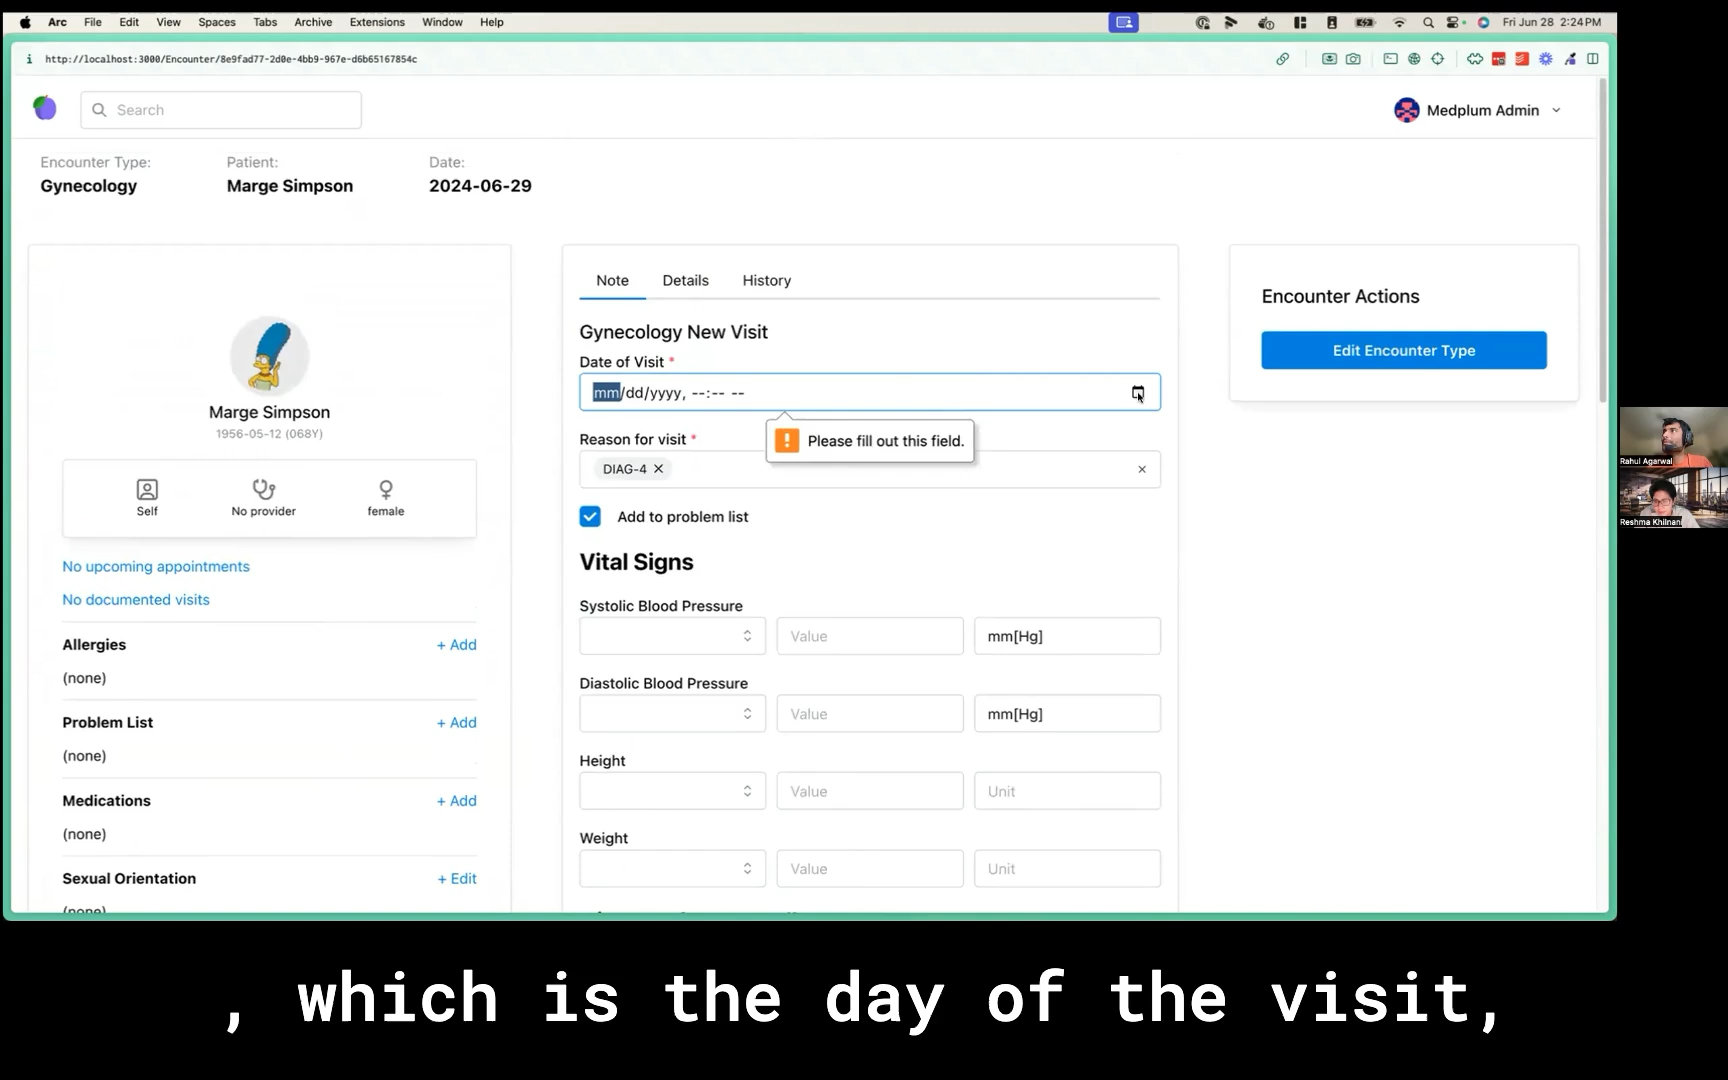 Arc File Edit View Spaces Tabs Archive Extensions Window Help Fri Jun 28 2:24 PM
http://localhost:3000/Encounter/8e9fad77-2d0e-4bb9-967e-d6b65167854c
Search
Medplum Admin
Encounter Type: Patient: Date:
Gynecology Marge Simpson 2024-06-29
Marge Simpson
1956-05-12 (068Y)
Self No provider female
No upcoming appointments
No documented visits
Allergies + Add
(none)
Problem List + Add
(none)
Medications + Add
(none)
Sexual Orientation + Edit
(none)
Note Details History
Gynecology New Visit
Date of Visit *
mm/dd/yyyy, --:-- --
Please fill out this field.
Reason for visit *
DIAG-4
Add to problem list
Vital Signs
Systolic Blood Pressure
Value mm[Hg]
Diastolic Blood Pressure
Value mm[Hg]
Height
Value Unit
Weight
Value Unit
Encounter Actions
Edit Encounter Type
Rahul Agarwal
Reshma Khilnani
, which is the day of the visit,